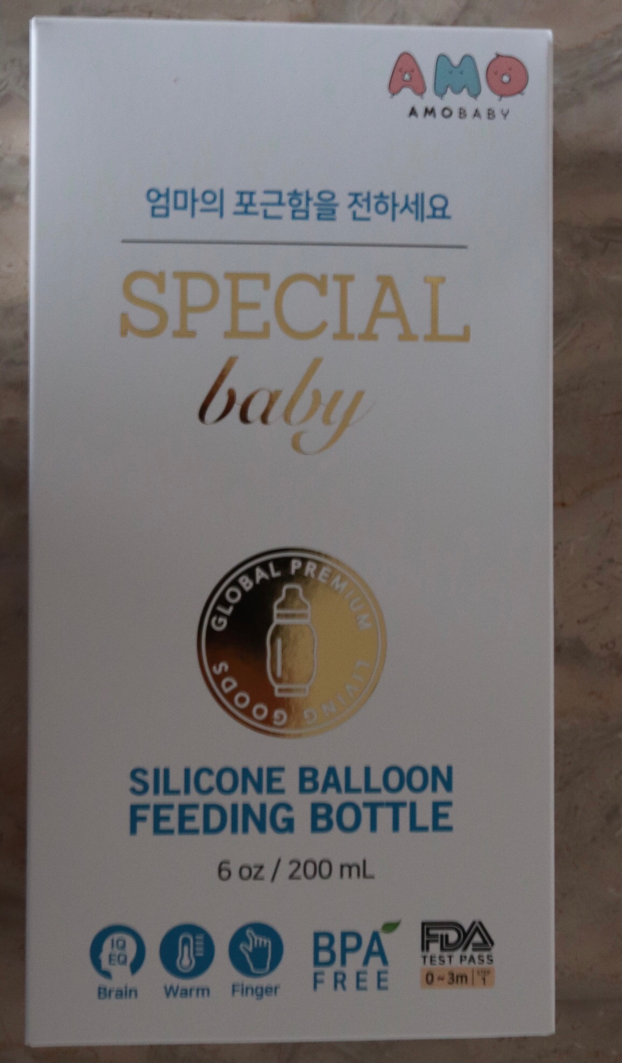 AMO
AMOBABY
엄마의 포근함을 전하세요
SPECIAL
baby
GLOBAL PREMIUM LIVING GOODS
SILICONE BALLOON
FEEDING BOTTLE
6 oz / 200 mL
IQ
EQ
Brain
Warm
Finger
BPA
FREE
FDA
TEST PASS
0~3m STEP 1